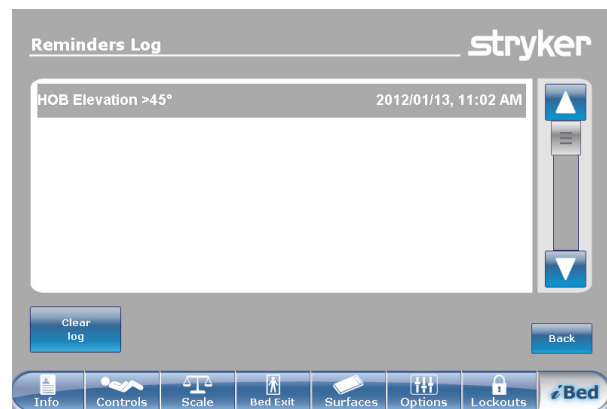 Reminders Log
stryker
HOB Elevation >45° 2012/01/13, 11:02 AM
Clear
log
Back
Info Controls Scale Bed Exit Surfaces Options Lockouts iBed